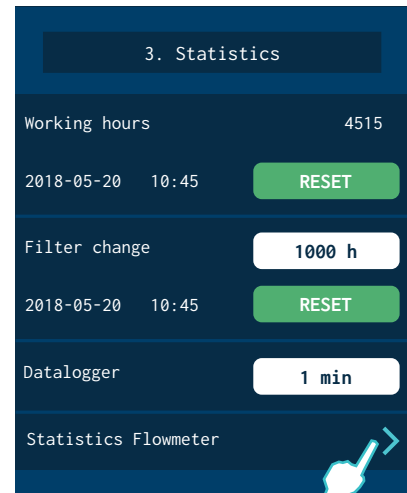 3. Statistics
Working hours 4515
2018-05-20 10:45 RESET
Filter change 1000 h
2018-05-20 10:45 RESET
Datalogger 1 min
Statistics Flowmeter